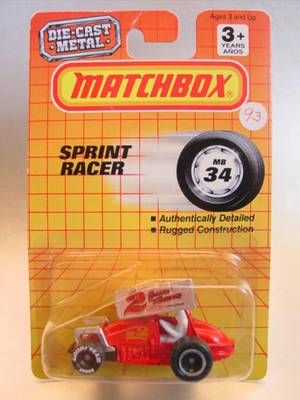 Ages 3 and Up
DIE-CAST
METAL
3+
YEARS
AÑOS
MATCHBOX
®
93
SPRINT
RACER
MB
34
■ Authentically Detailed
■ Rugged Construction
2
2